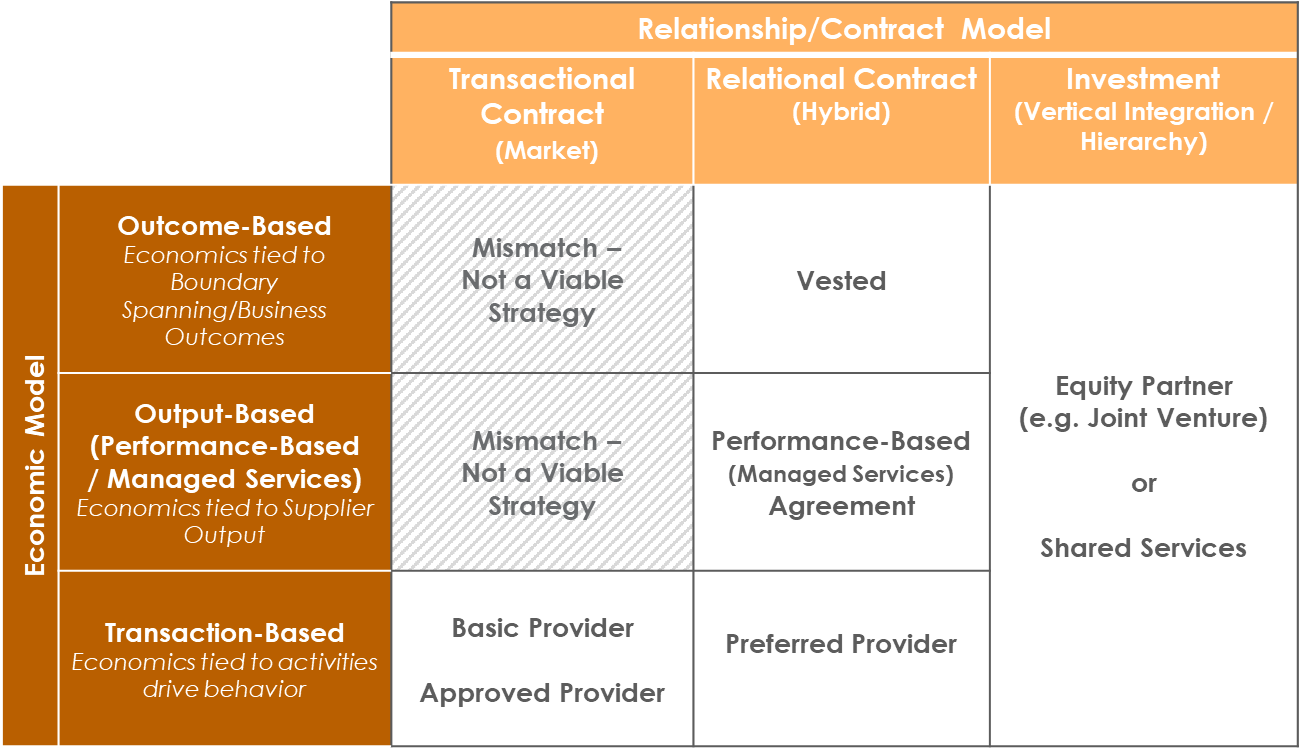 Relationship/Contract  Model
Transactional
Contract
(Market)
Relational Contract
(Hybrid)
Investment
(Vertical Integration /
Hierarchy)
Economic Model
Outcome-Based
Economics tied to
Boundary
Spanning/Business
Outcomes
Mismatch –
Not a Viable
Strategy
Vested
Output-Based
(Performance-Based
/ Managed Services)
Economics tied to Supplier
Output
Mismatch –
Not a Viable
Strategy
Performance-Based
(Managed Services)
Agreement
Equity Partner
(e.g. Joint Venture)
or
Shared Services
Transaction-Based
Economics tied to activities
drive behavior
Basic Provider
Approved Provider
Preferred Provider